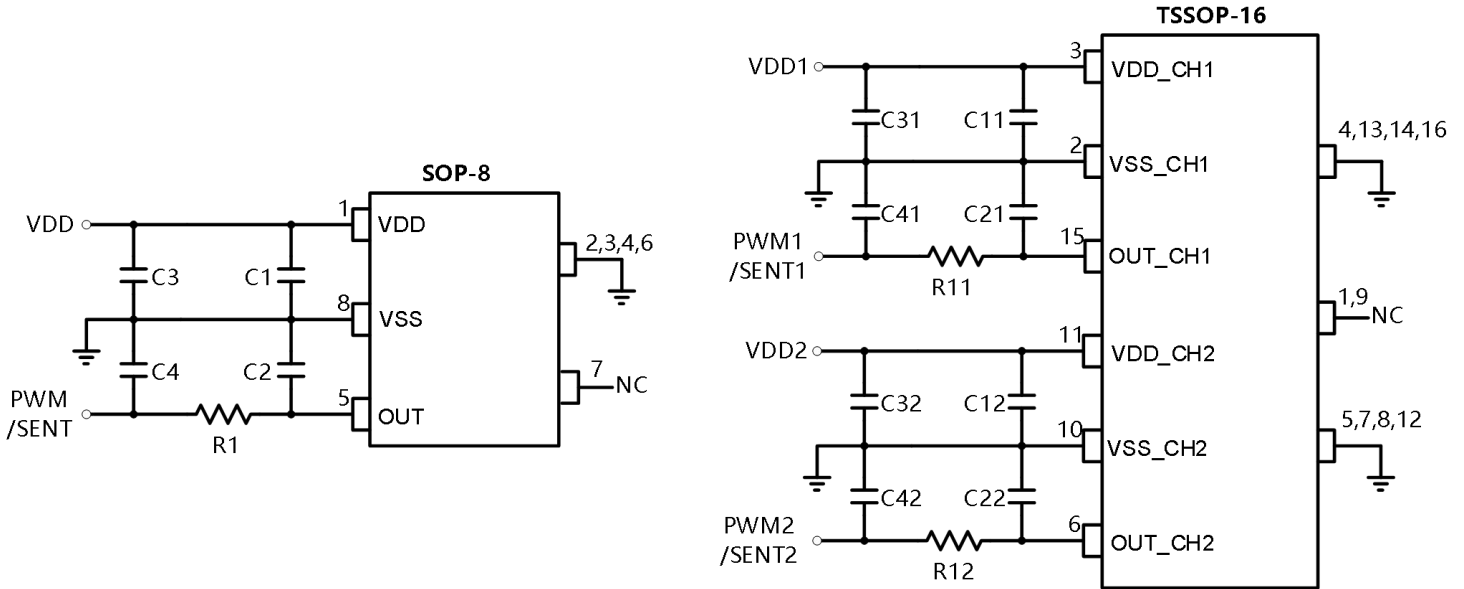 SOP-8
VDD
1
VDD
2,3,4,6
C3
C1
8
VSS
C4
C2
7
NC
PWM
/SENT
5
OUT
R1
TSSOP-16
VDD1
3
VDD_CH1
C31
C11
4,13,14,16
2
VSS_CH1
C41
C21
PWM1
/SENT1
15
OUT_CH1
R11
1,9
NC
VDD2
11
VDD_CH2
C32
C12
5,7,8,12
10
VSS_CH2
C42
C22
PWM2
/SENT2
6
OUT_CH2
R12